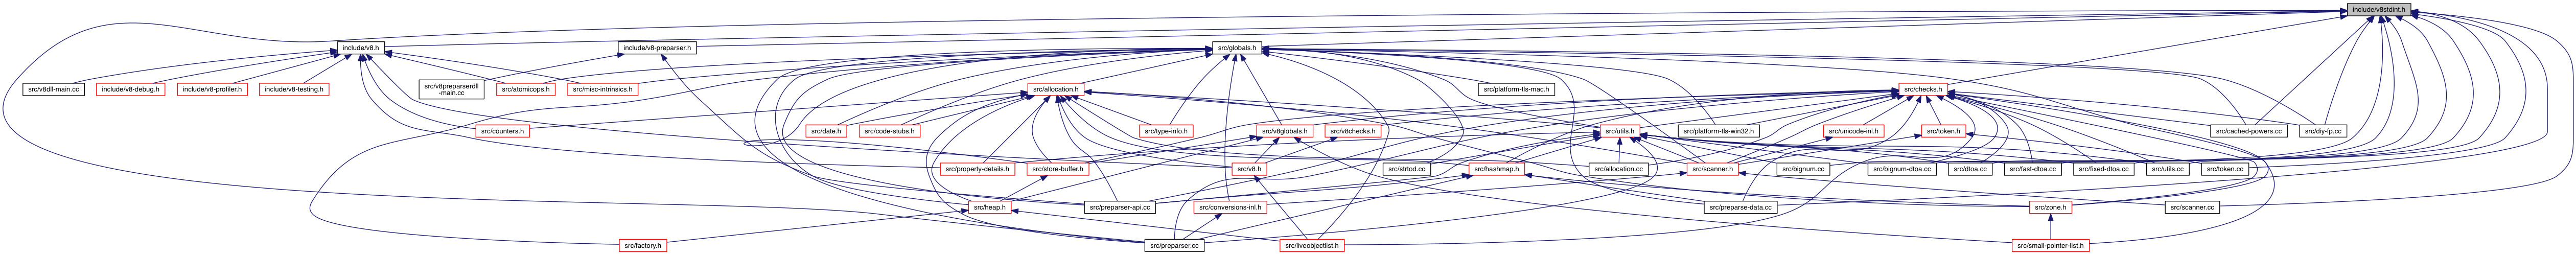 include/v8stdint.h
include/v8.h
include/v8-preparser.h
src/globals.h
src/v8dll-main.cc
include/v8-debug.h
include/v8-profiler.h
include/v8-testing.h
src/v8preparserdll
-main.cc
src/atomicops.h
src/misc-intrinsics.h
src/allocation.h
src/platform-tls-mac.h
src/checks.h
src/counters.h
src/date.h
src/code-stubs.h
src/type-info.h
src/v8globals.h
src/v8checks.h
src/utils.h
src/platform-tls-win32.h
src/unicode-inl.h
src/token.h
src/cached-powers.cc
src/diy-fp.cc
src/property-details.h
src/store-buffer.h
src/v8.h
src/strtod.cc
src/hashmap.h
src/allocation.cc
src/scanner.h
src/bignum.cc
src/bignum-dtoa.cc
src/dtoa.cc
src/fast-dtoa.cc
src/fixed-dtoa.cc
src/utils.cc
src/token.cc
src/heap.h
src/preparser-api.cc
src/conversions-inl.h
src/preparse-data.cc
src/zone.h
src/scanner.cc
src/factory.h
src/preparser.cc
src/liveobjectlist.h
src/small-pointer-list.h